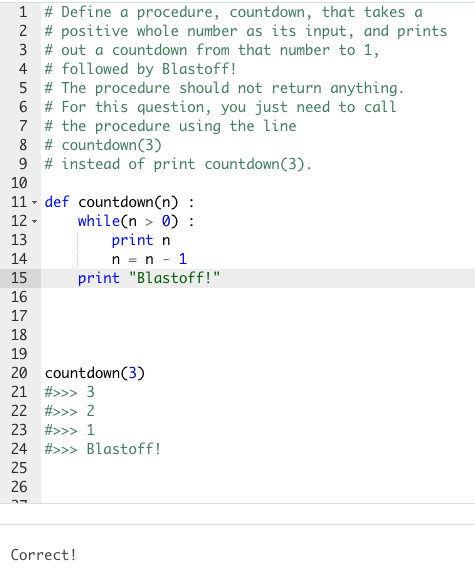 1 # Define a procedure, countdown, that takes a
2 # positive whole number as its input, and prints
3 # out a countdown from that number to 1,
4 # followed by Blastoff!
5 # The procedure should not return anything.
6 # For this question, you just need to call
7 # the procedure using the line
8 # countdown(3)
9 # instead of print countdown(3).
10
11 def countdown(n) :
12     while(n > 0) :
13         print n
14         n = n - 1
15     print "Blastoff!"
16
17
18
19
20 countdown(3)
21 #>>> 3
22 #>>> 2
23 #>>> 1
24 #>>> Blastoff!
25
26
Correct!